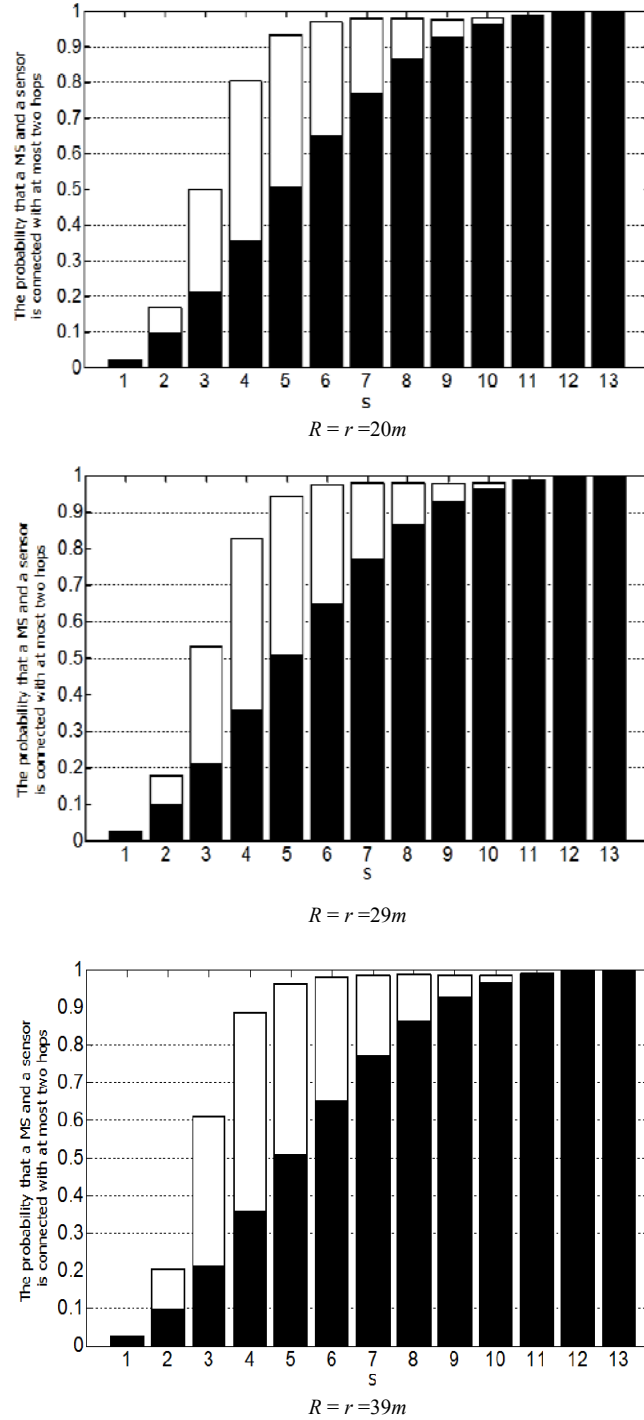 The probability that a MS and a sensor
is connected with at most two hops
1
0.9
0.8
0.7
0.6
0.5
0.4
0.3
0.2
0.1
0
1 2 3 4 5 6 7 8 9 10 11 12 13
S
R = r =20m
The probability that a MS and a sensor
is connected with at most two hops
1
0.9
0.8
0.7
0.6
0.5
0.4
0.3
0.2
0.1
0
1 2 3 4 5 6 7 8 9 10 11 12 13
S
R = r =29m
The probability that a MS and a sensor
is connected with at most two hops
1
0.9
0.8
0.7
0.6
0.5
0.4
0.3
0.2
0.1
0
1 2 3 4 5 6 7 8 9 10 11 12 13
S
R = r =39m